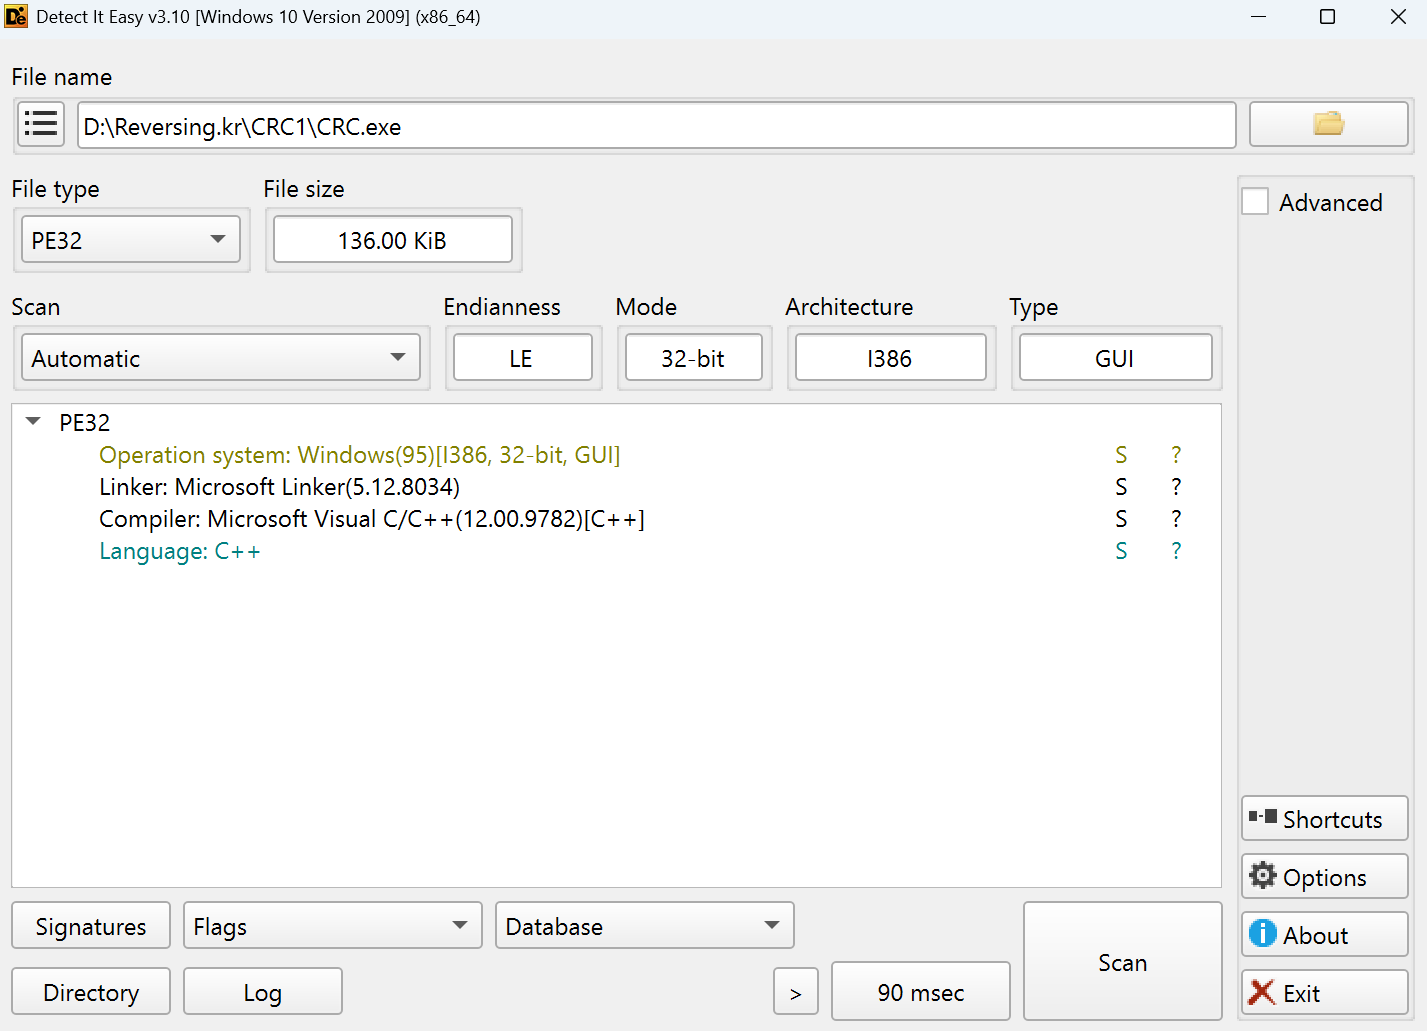 Detect It Easy v3.10 [Windows 10 Version 2009] (x86_64)
File name
D:\Reversing.kr\CRC1\CRC.exe
File type
File size
Advanced
PE32
136.00 KiB
Scan
Endianness
Mode
Architecture
Type
Automatic
LE
32-bit
I386
GUI
PE32
Operation system: Windows(95)[I386, 32-bit, GUI] S ?
Linker: Microsoft Linker(5.12.8034) S ?
Compiler: Microsoft Visual C/C++(12.00.9782)[C++] S ?
Language: C++ S ?
Shortcuts
Options
About
Exit
Signatures
Flags
Database
Scan
Directory
Log
>
90 msec